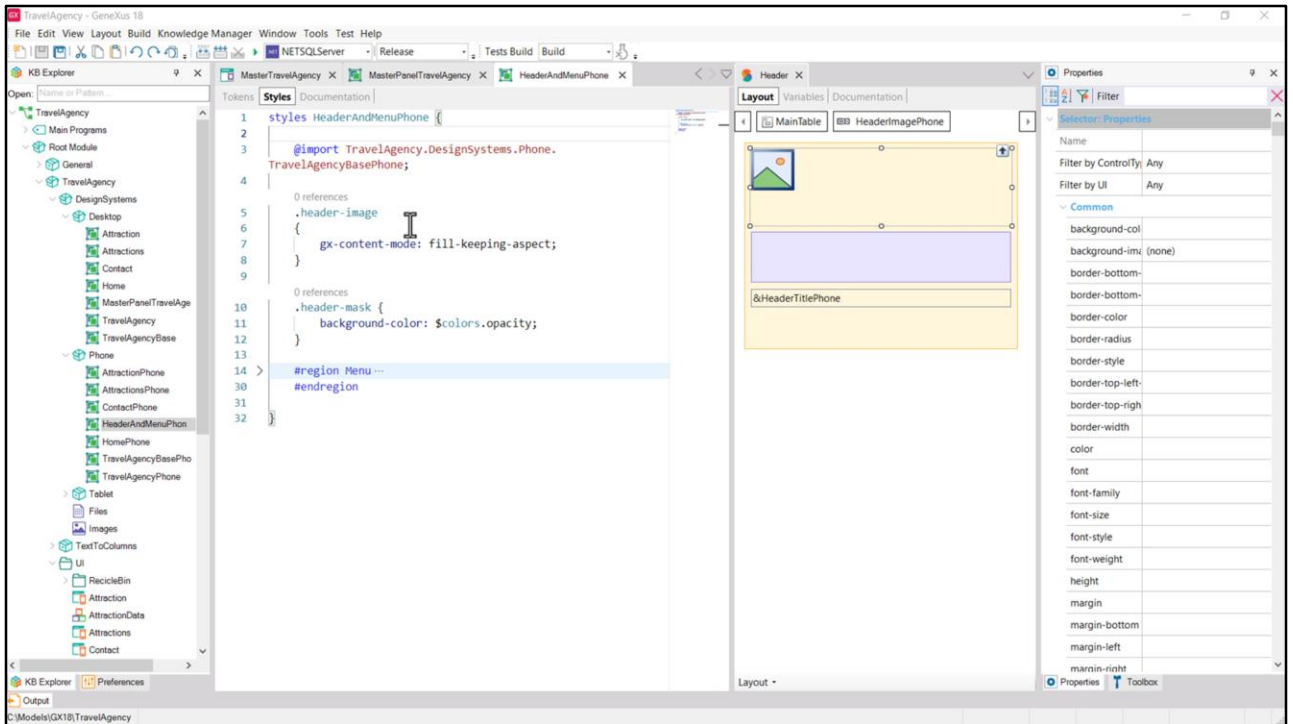 GX TravelAgency - GeneXus 18
File Edit View Layout Build Knowledge Manager Window Tools Test Help
NETSQLServer Release Tests Build Build
KB Explorer
Open: Name or Pattern...
TravelAgency
Main Programs
Root Module
General
TravelAgency
DesignSystems
Desktop
Attraction
Attractions
Contact
Home
MasterPanelTravelAge
TravelAgency
TravelAgencyBase
Phone
AttractionPhone
AttractionsPhone
ContactPhone
HeaderAndMenuPhon
HomePhone
TravelAgencyBasePho
TravelAgencyPhone
Tablet
Files
Images
TextToColumns
UI
RecicleBin
Attraction
AttractionData
Attractions
Contact
KB Explorer Preferences
Output
C:\Models\GX18\TravelAgency
MasterTravelAgency MasterPanelTravelAgency HeaderAndMenuPhone
Tokens Styles Documentation
1 styles HeaderAndMenuPhone {
2
3 @import TravelAgency.DesignSystems.Phone.
TravelAgencyBasePhone;
4
0 references
5 .header-image
6 {
7 gx-content-mode: fill-keeping-aspect;
8 }
9
0 references
10 .header-mask {
11 background-color: $colors.opacity;
12 }
13
14 #region Menu ...
30 #endregion
31
32 }
Header
Layout Variables Documentation
MainTable HeaderImagePhone
&HeaderTitlePhone
Layout
Properties
Filter
Selector: Properties
Name
Filter by ControlTy Any
Filter by UI Any
Common
background-col
background-ima (none)
border-bottom-
border-bottom-
border-color
border-radius
border-style
border-top-left-
border-top-righ
border-width
color
font
font-family
font-size
font-style
font-weight
height
margin
margin-bottom
margin-left
margin-right
Properties Toolbox